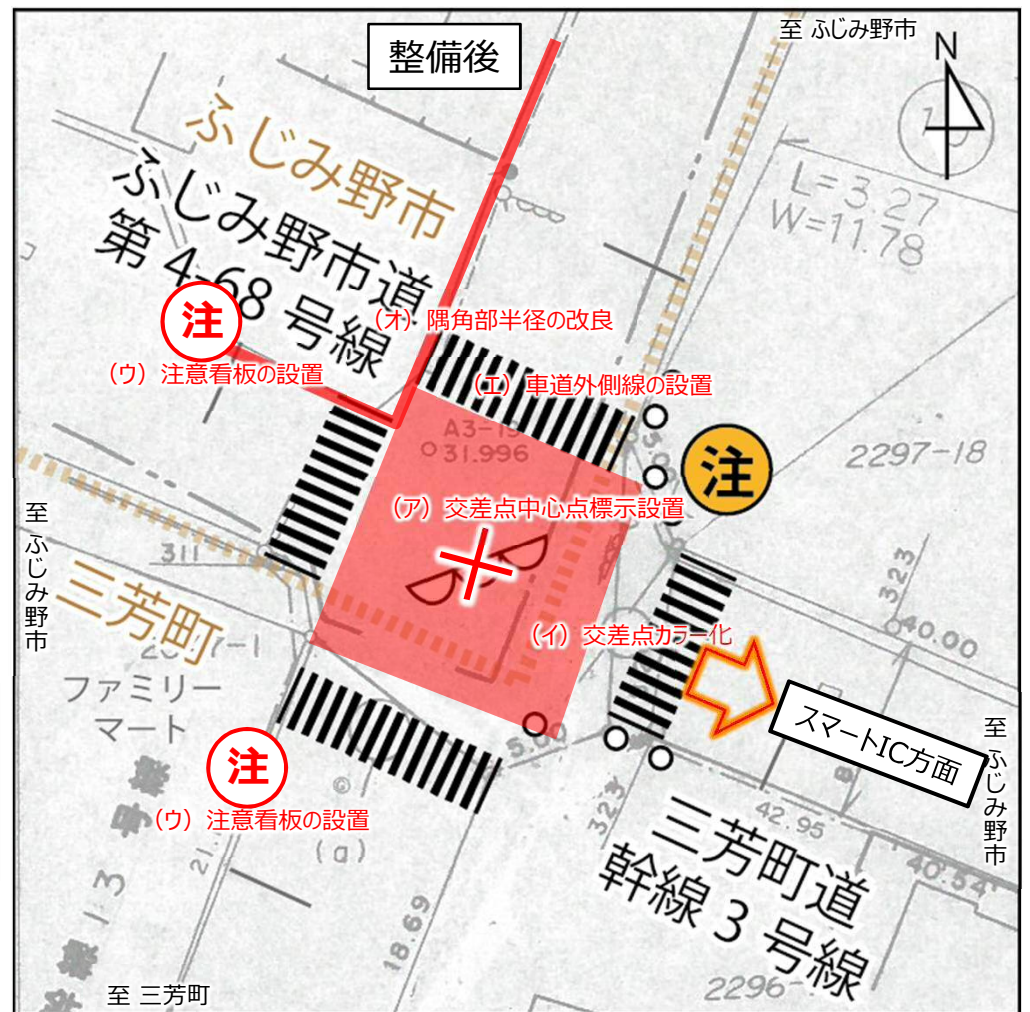 整備後
至 ふじみ野市
N
ふじみ野市
ふじみ野市道
第 4-68 号線
L=3.27
W=11.78
注
(オ) 隅角部半径の改良
(ウ) 注意看板の設置
(エ) 車道外側線の設置
31.996
注
2297-18
(ア) 交差点中心点標示設置
至 ふじみ野市
311
三芳町
(イ) 交差点カラー化
323
40.00
ファミリー
マート
5.00
スマートIC方面
至 ふじみ野市
注
(ウ) 注意看板の設置
(a)
323
42.95
40.54
三芳町道
幹線 3 号線
18.69
2296-
至 三芳町